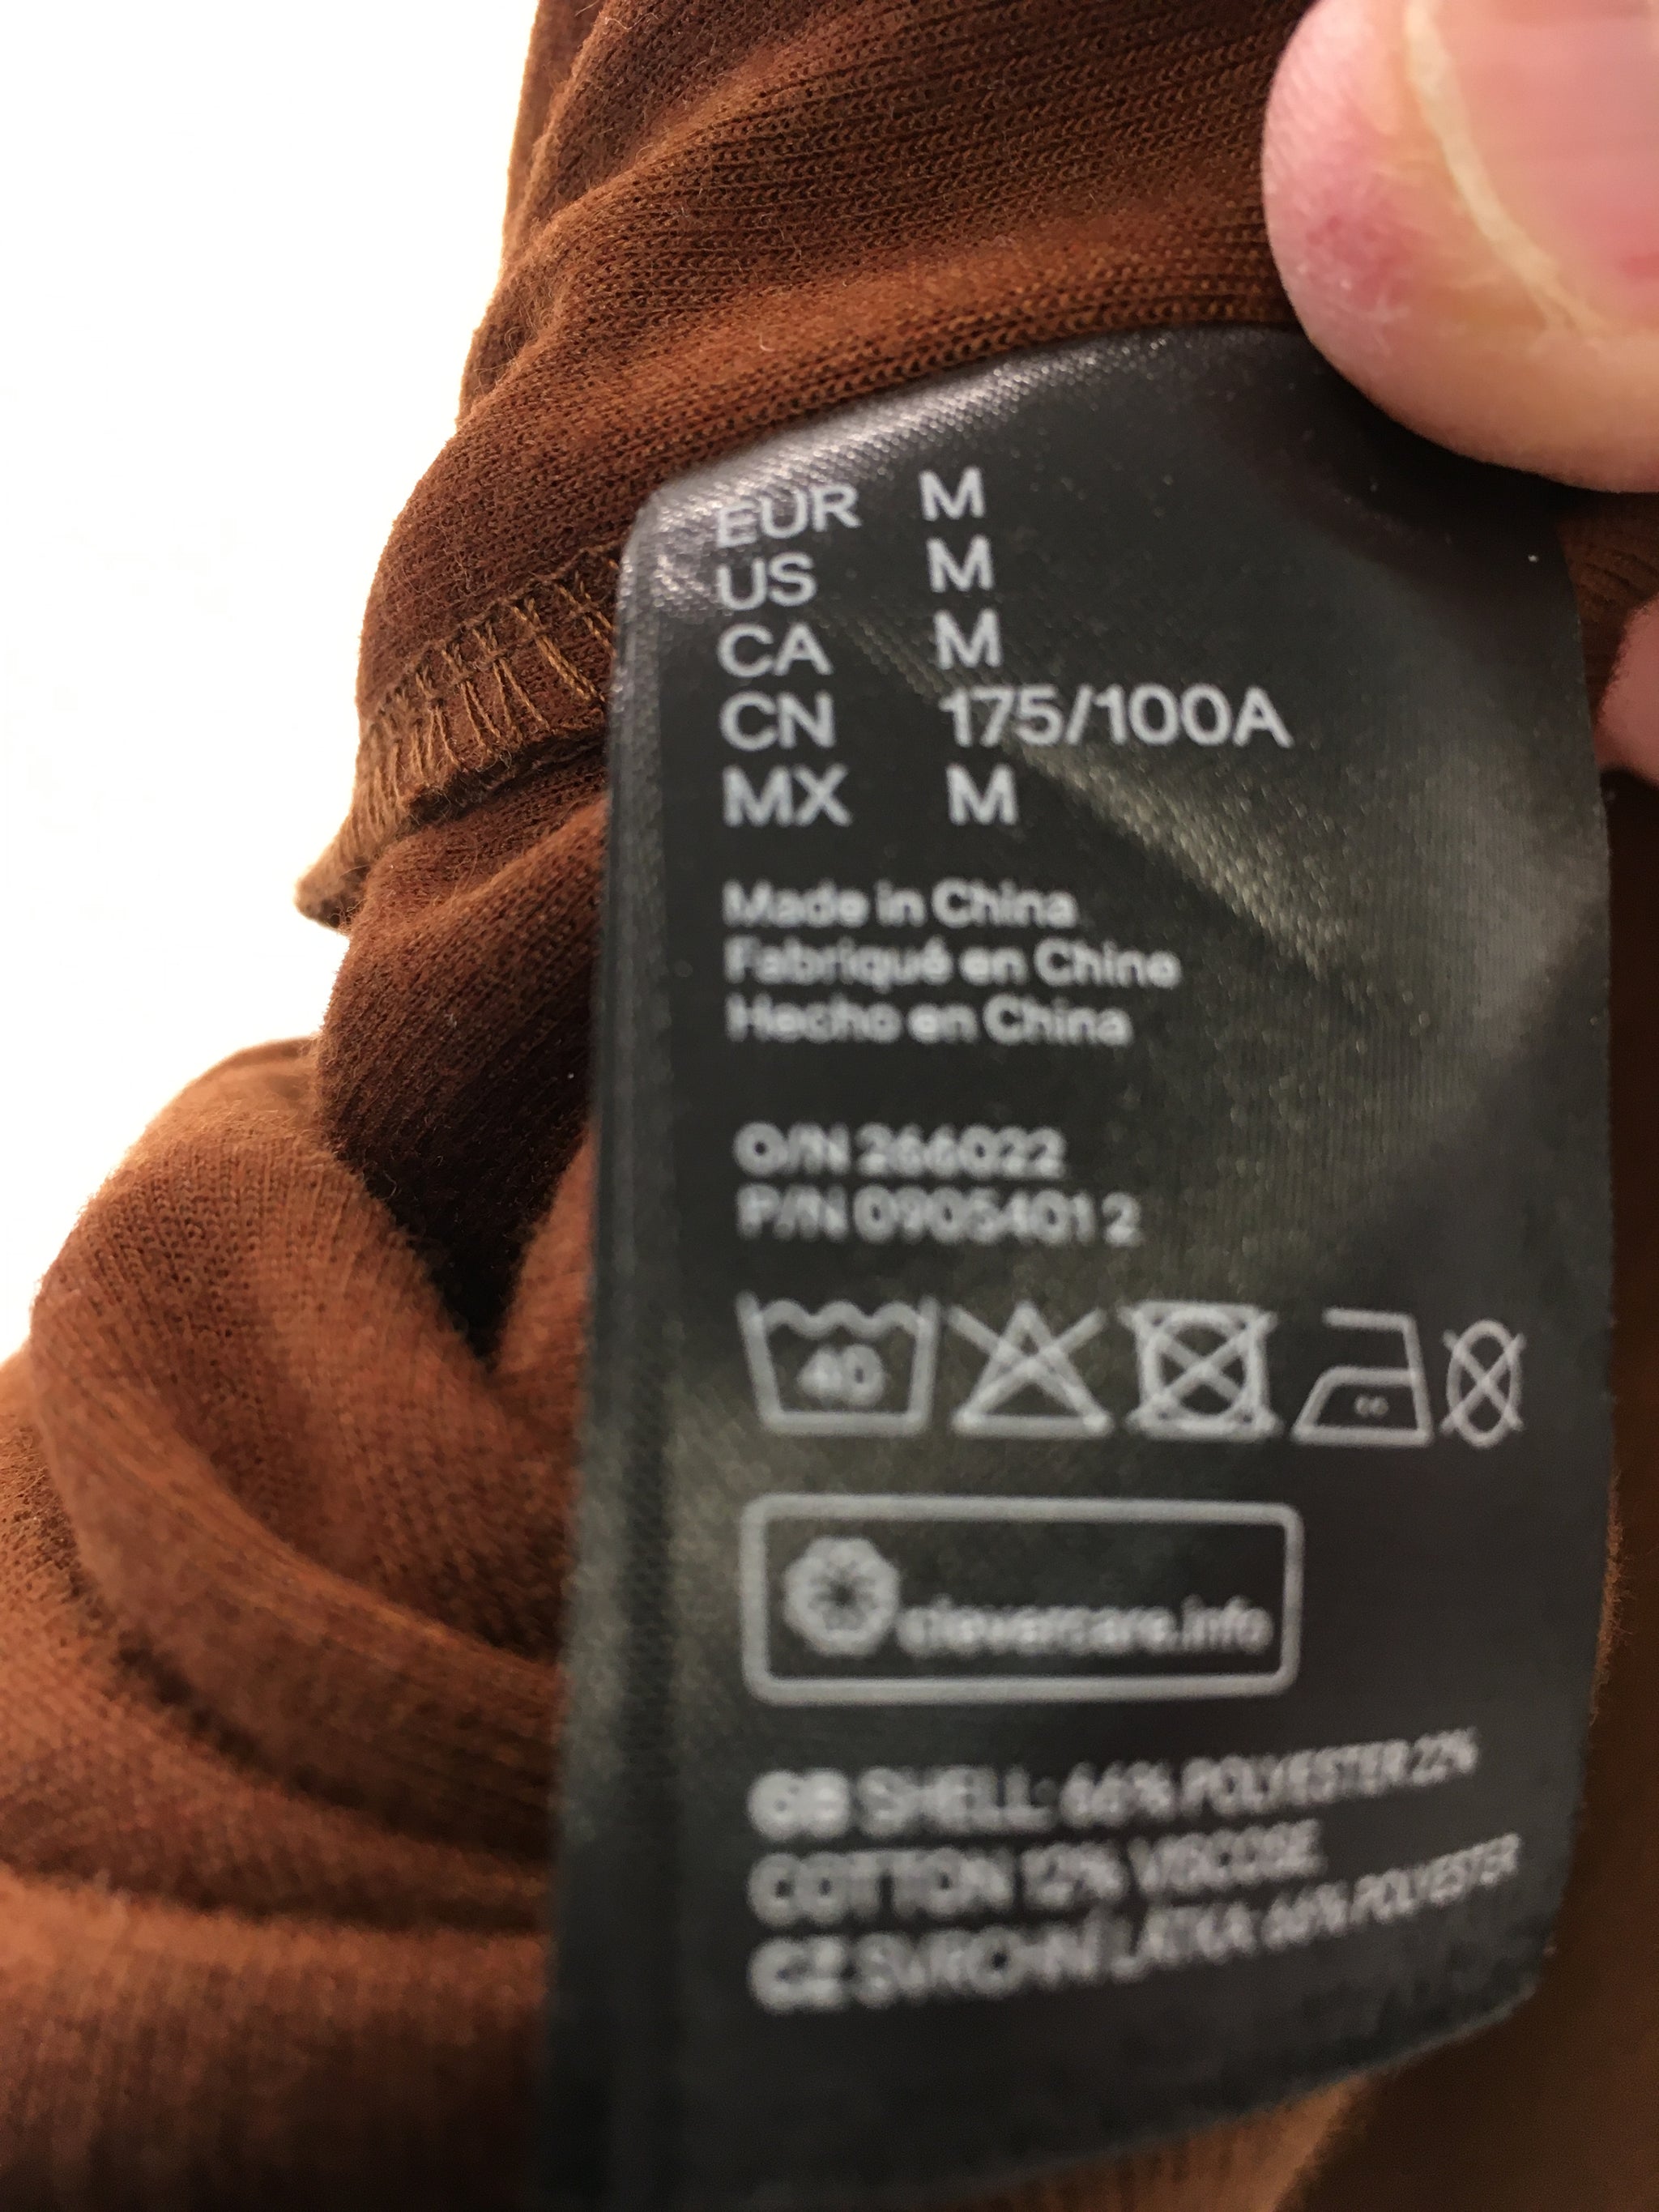 EUR M
US M
CA M
CN 175/100A
MX M
Made in China
Fabriqué en Chine
Hecho en China
O/N 266022
P/N 09054012
40
clevercare.info
GB SHELL: 66% POLYESTER 22%
COTTON 12% VISCOSE
CZ SVRCHNÍ LÁTKA: 66% POLYESTER